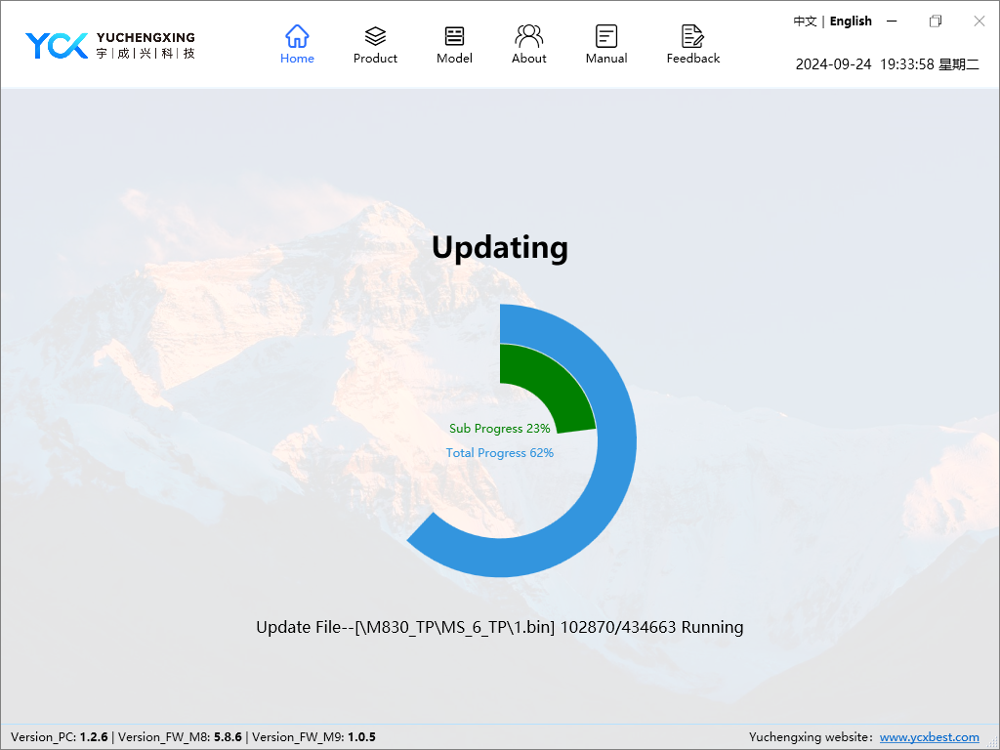 YCX YUCHENGXING
宇|成|兴|科|技
Home Product Model About Manual Feedback
中文 | English
2024-09-24 19:33:58 星期二
Updating
Sub Progress 23%
Total Progress 62%
Update File--[\M830_TP\MS_6_TP\1.bin] 102870/434663 Running
Version_PC: 1.2.6 | Version_FW_M8: 5.8.6 | Version_FW_M9: 1.0.5
Yuchengxing website：www.ycxbest.com